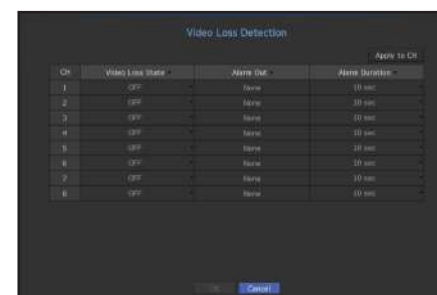 Video Loss Detection
Apply to CH
CH Video Loss State Alarm Out Alarm Duration
1 OFF None 10 sec
2 OFF None 10 sec
3 OFF None 10 sec
4 OFF None 10 sec
5 OFF None 10 sec
6 OFF None 10 sec
7 OFF None 10 sec
8 OFF None 10 sec
OK Cancel